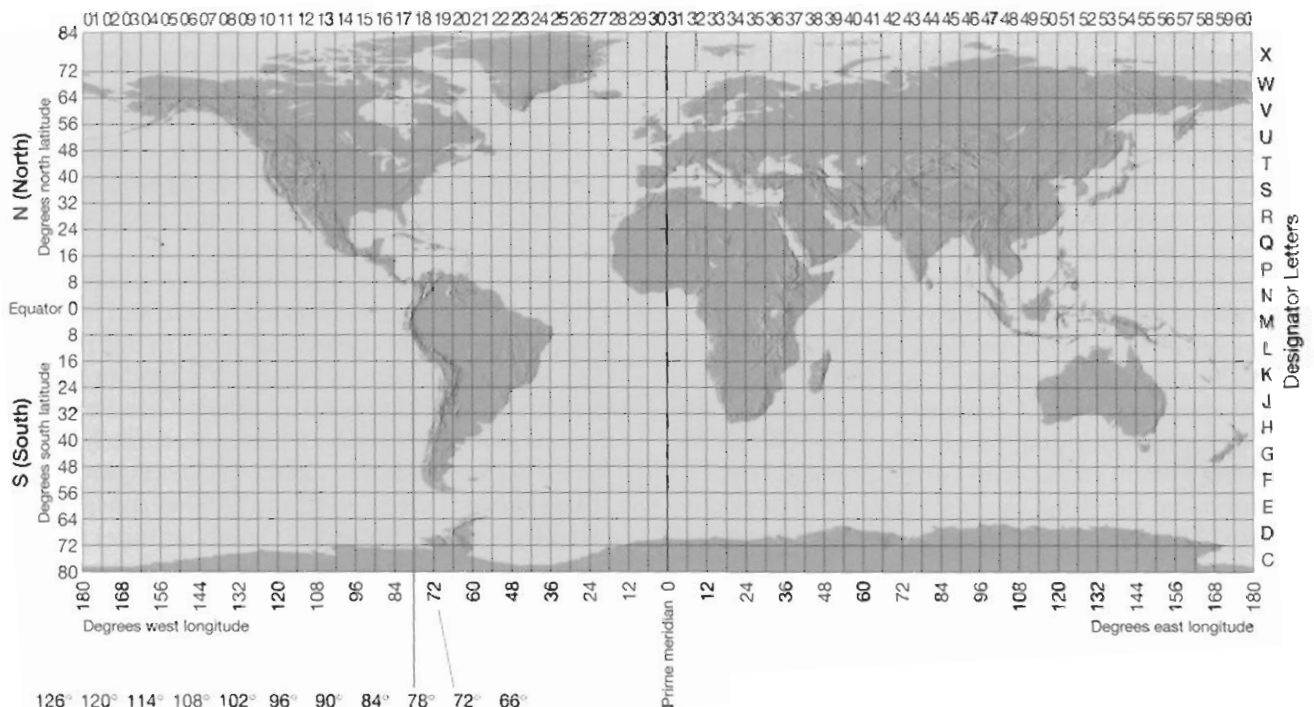 01 02 03 04 05 06 07 08 09 10 11 12 13 14 15 16 17 18 19 20 21 22 23 24 25 26 27 28 29 30 31 32 33 34 35 36 37 38 39 40 41 42 43 44 45 46 47 48 49 50 51 52 53 54 55 56 57 58 59 60
84
X
72
W
64
V
56
U
48
T
40
S
32
R
24
Q
16
P
8
N
Equator 0
M
8
L
16
K
24
J
32
H
40
G
48
F
56
E
64
D
72
C
80
N (North)
Degrees north latitude
S (South)
Degrees south latitude
Designator Letters
180 168 156 144 132 120 108 96 84 72 60 48 36 24 12 0 12 24 36 48 60 72 84 96 108 120 132 144 156 168 180
Degrees west longitude
Prime meridian
Degrees east longitude
126° 120° 114° 108° 102° 96° 90° 84° 78° 72° 66°